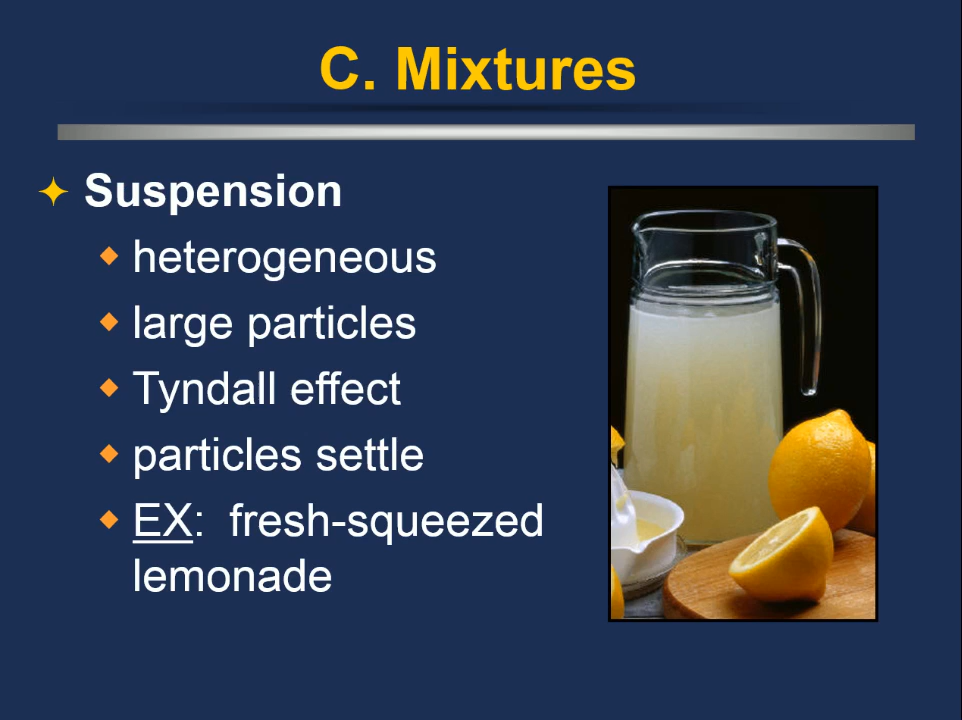 C. Mixtures
Suspension
heterogeneous
large particles
Tyndall effect
particles settle
EX: fresh-squeezed
lemonade